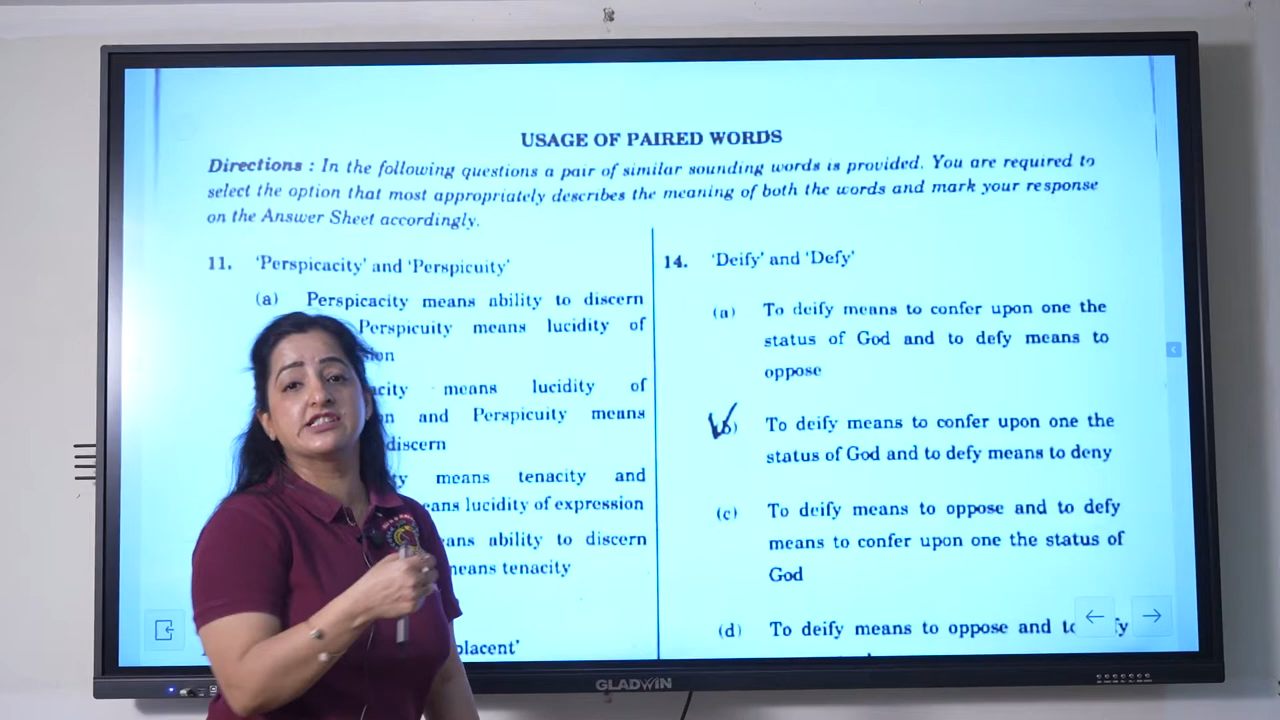 USAGE OF PAIRED WORDS
Directions : In the following questions a pair of similar sounding words is provided. You are required to
select the option that most appropriately describes the meaning of both the words and mark your response
on the Answer Sheet accordingly.
11. 'Perspicacity' and 'Perspicuity'
(a) Perspicacity means ability to discern
Perspicuity means lucidity of
means lucidity of
and Perspicuity means
discern
means tenacity and
lucidity of expression
ability to discern
means tenacity
14. 'Deify' and 'Defy'
(a) To deify means to confer upon one the
status of God and to defy means to
oppose
(b) To deify means to confer upon one the
status of God and to defy means to deny
(c) To deify means to oppose and to defy
means to confer upon one the status of
God
(d) To deify means to oppose and
GLADWIN